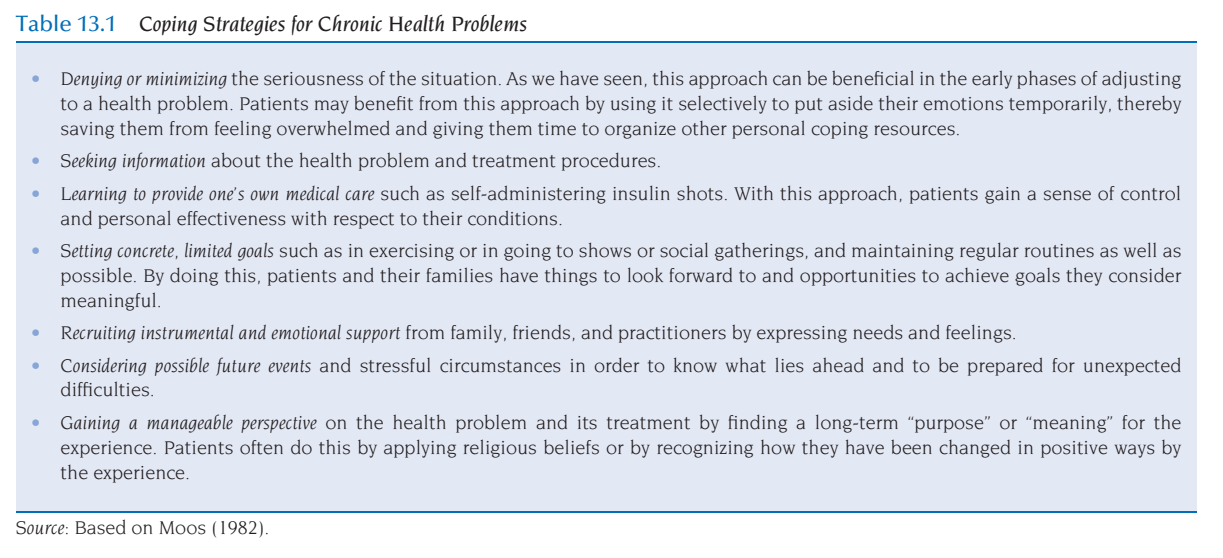 Table 13.1 Coping Strategies for Chronic Health Problems
• Denying or minimizing the seriousness of the situation. As we have seen, this approach can be beneficial in the early phases of adjusting
to a health problem. Patients may benefit from this approach by using it selectively to put aside their emotions temporarily, thereby
saving them from feeling overwhelmed and giving them time to organize other personal coping resources.
• Seeking information about the health problem and treatment procedures.
• Learning to provide one's own medical care such as self-administering insulin shots. With this approach, patients gain a sense of control
and personal effectiveness with respect to their conditions.
• Setting concrete, limited goals such as in exercising or in going to shows or social gatherings, and maintaining regular routines as well as
possible. By doing this, patients and their families have things to look forward to and opportunities to achieve goals they consider
meaningful.
• Recruiting instrumental and emotional support from family, friends, and practitioners by expressing needs and feelings.
• Considering possible future events and stressful circumstances in order to know what lies ahead and to be prepared for unexpected
difficulties.
• Gaining a manageable perspective on the health problem and its treatment by finding a long-term “purpose” or “meaning” for the
experience. Patients often do this by applying religious beliefs or by recognizing how they have been changed in positive ways by
the experience.
Source: Based on Moos (1982).